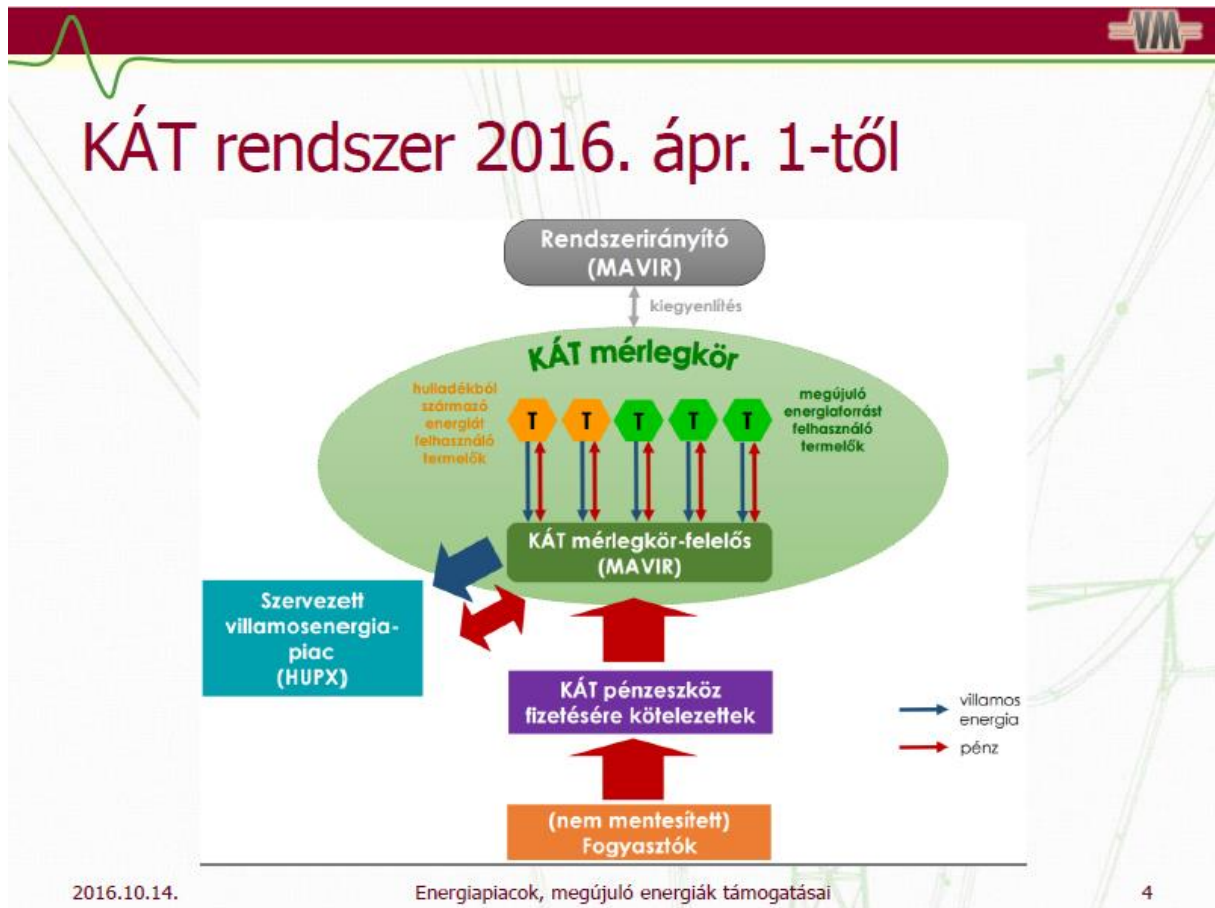 VM
KÁT rendszer 2016. ápr. 1-től
Rendszerirányító
(MAVIR)
kiegyenlítés
KÁT mérlegkör
hulladékból
származó
energiát
felhasználó
termelők
T
T
T
T
T
megújuló
energiaforrást
felhasználó
termelők
KÁT mérlegkör-felelős
(MAVIR)
Szervezett
villamosenergia-
piac
(HUPX)
KÁT pénzeszköz
fizetésére kötelezettek
villamos
energia
pénz
(nem mentesített)
Fogyasztók
2016.10.14.
Energiapiacok, megújuló energiák támogatásai
4